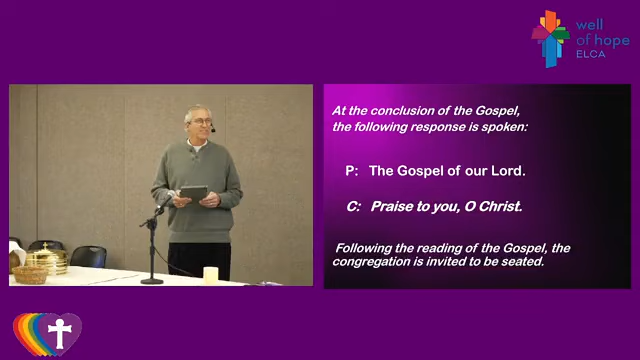 well
of hope
ELCA
At the conclusion of the Gospel,
the following response is spoken:
P: The Gospel of our Lord.
C: Praise to you, O Christ.
Following the reading of the Gospel, the
congregation is invited to be seated.